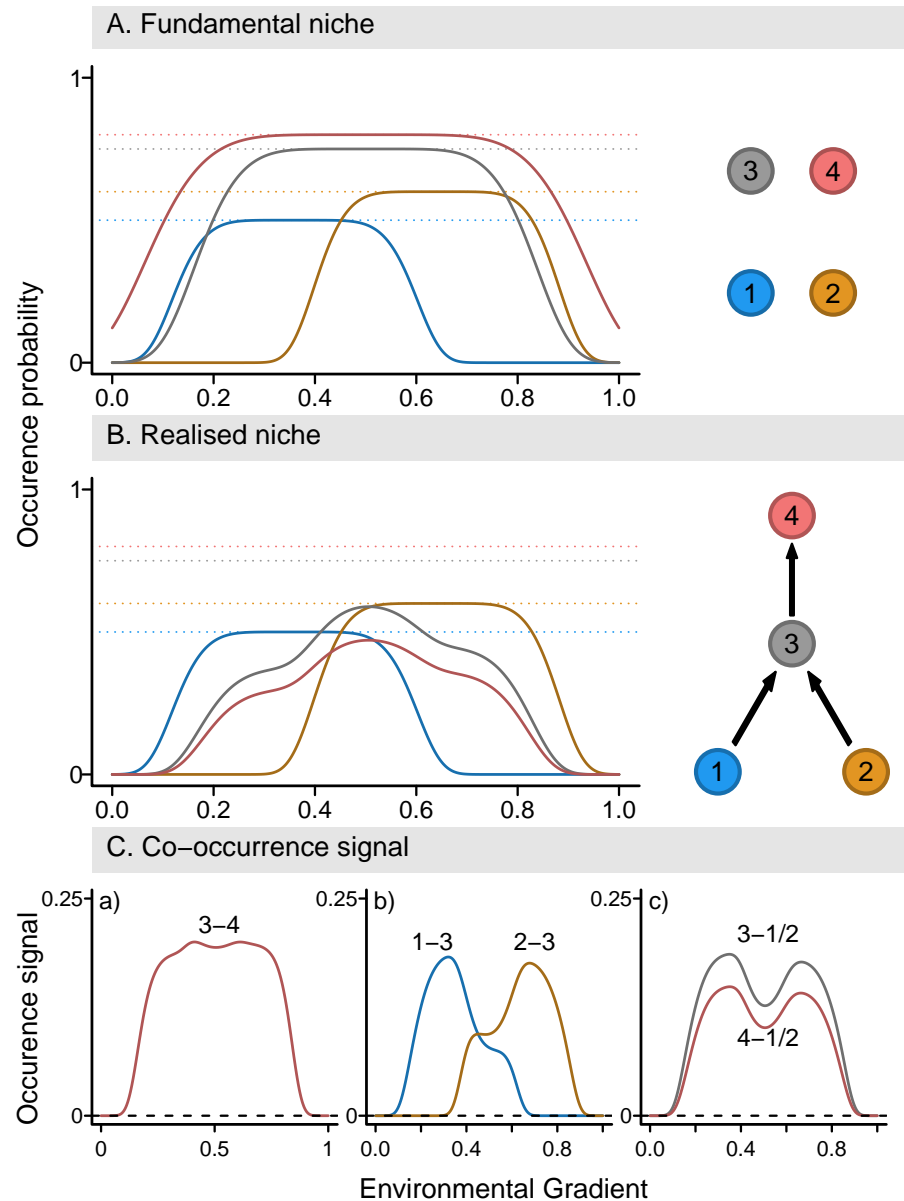 A. Fundamental niche
1
0
0.0 0.2 0.4 0.6 0.8 1.0
3 4
1 2
Occurence probability
B. Realised niche
1
0
0.0 0.2 0.4 0.6 0.8 1.0
4
3
1 2
C. Co−occurrence signal
Occurence signal
a)
0.25
0
3−4
0 0.5 1
b)
0.25
0
1−3 2−3
0.0 0.4 0.8
c)
0.25
0
3−1/2
4−1/2
0.0 0.4 0.8
Environmental Gradient